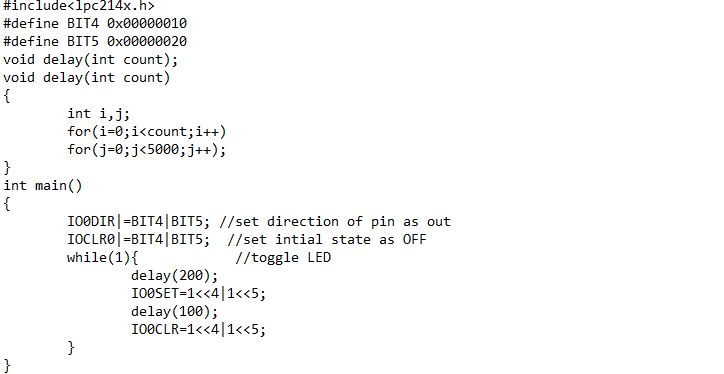 #include<lpc214x.h>
#define BIT4 0x00000010
#define BIT5 0x00000020
void delay(int count);
void delay(int count)
{
        int i,j;
        for(i=0;i<count;i++)
        for(j=0;j<5000;j++);
}
int main()
{
        IO0DIR|=BIT4|BIT5; //set direction of pin as out
        IOCLR0|=BIT4|BIT5;  //set intial state as OFF
        while(1){            //toggle LED
                delay(200);
                IO0SET=1<<4|1<<5;
                delay(100);
                IO0CLR=1<<4|1<<5;
        }
}